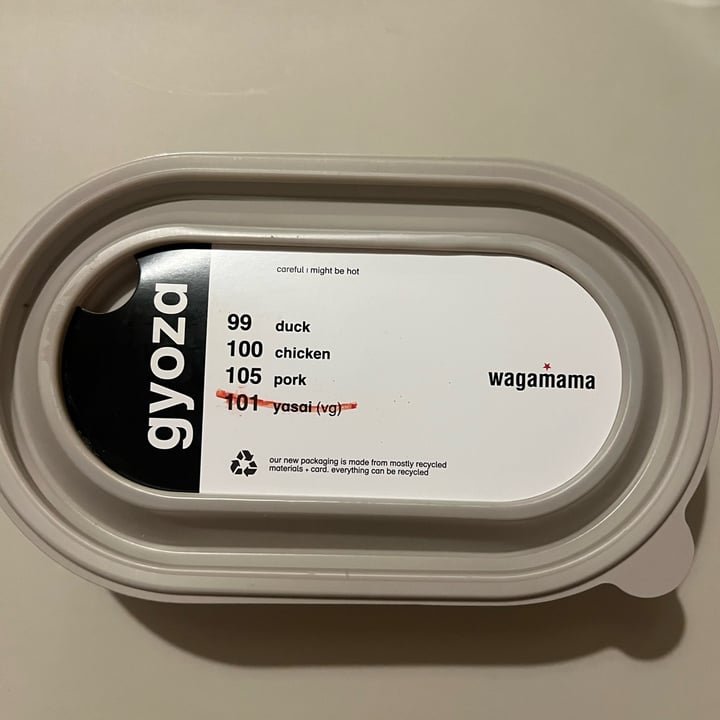 gyoza
careful i might be hot
99 duck
100 chicken
105 pork
101 yasai (vg)
wagamama
our new packaging is made from mostly recycled
materials + card. everything can be recycled